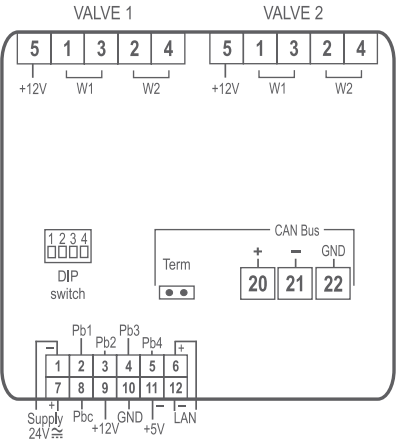 VALVE 1 VALVE 2
5 1 3 2 4 5 1 3 2 4
+12V W1 W2 +12V W1 W2
CAN Bus
1 2 3 4
Term + − GND
DIP
switch
20 21 22
Pb1 Pb3
Pb2 Pb4
− +
1 2 3 4 5 6
7 8 9 10 11 12
+ − −
Supply Pbc GND LAN
24V ⎓ +12V +5V